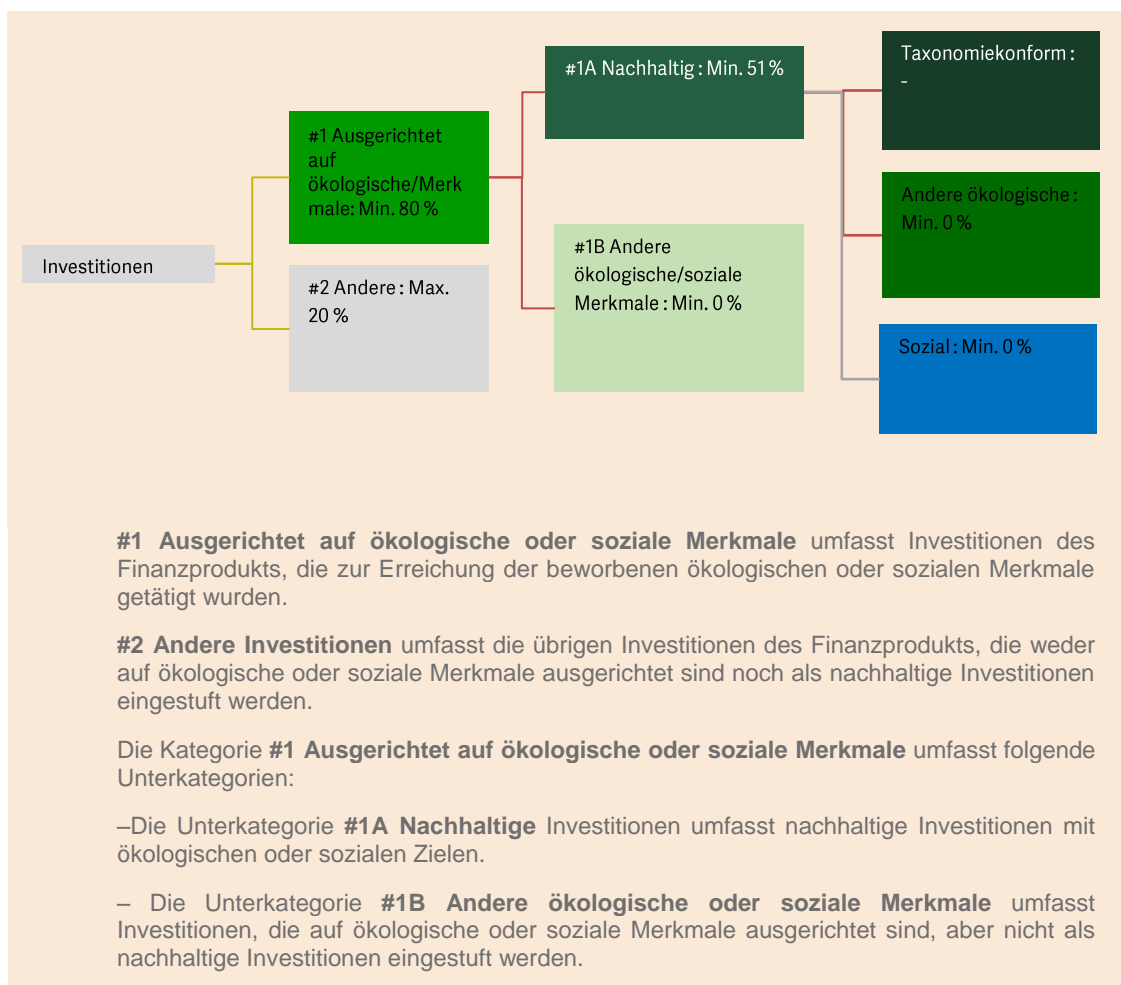 Investitionen
#1 Ausgerichtet
auf
ökologische/Merk
male: Min. 80 %
#2 Andere : Max.
20 %
#1A Nachhaltig : Min. 51 %
#1B Andere
ökologische/soziale
Merkmale : Min. 0 %
Taxonomiekonform :
-
Andere ökologische :
Min. 0 %
Sozial : Min. 0 %
#1 Ausgerichtet auf ökologische oder soziale Merkmale umfasst Investitionen des
Finanzprodukts, die zur Erreichung der beworbenen ökologischen oder sozialen Merkmale
getätigt wurden.
#2 Andere Investitionen umfasst die übrigen Investitionen des Finanzprodukts, die weder
auf ökologische oder soziale Merkmale ausgerichtet sind noch als nachhaltige Investitionen
eingestuft werden.
Die Kategorie #1 Ausgerichtet auf ökologische oder soziale Merkmale umfasst folgende
Unterkategorien:
–Die Unterkategorie #1A Nachhaltige Investitionen umfasst nachhaltige Investitionen mit
ökologischen oder sozialen Zielen.
– Die Unterkategorie #1B Andere ökologische oder soziale Merkmale umfasst
Investitionen, die auf ökologische oder soziale Merkmale ausgerichtet sind, aber nicht als
nachhaltige Investitionen eingestuft werden.